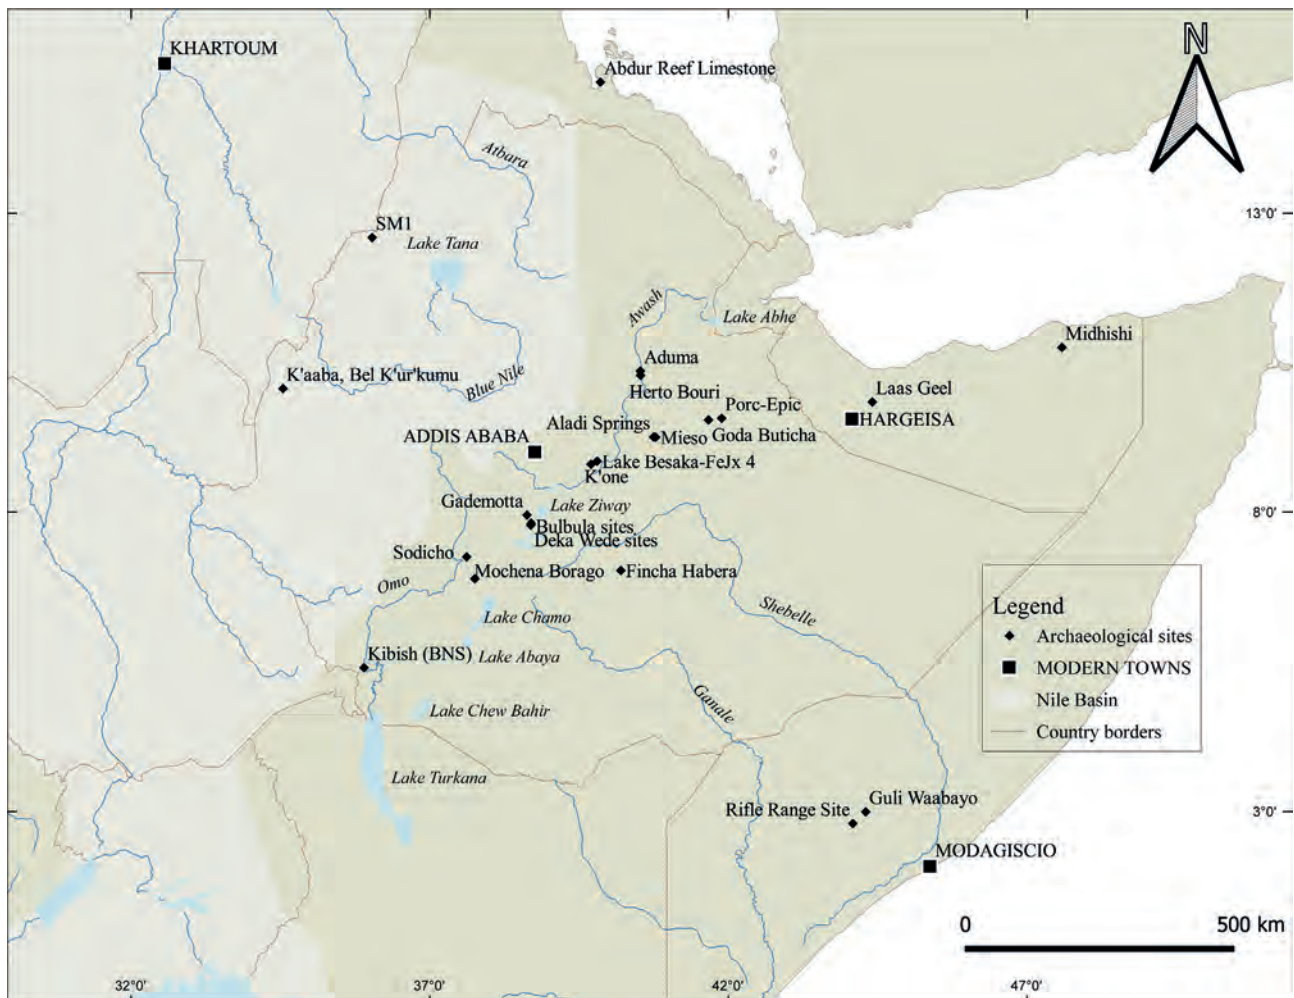 KHARTOUM
N
Abdur Reef Limestone
Atbara
SM1
Lake Tana
13°0'
Awash
Lake Abhe
Midhishi
Aduma
K'aaba, Bel K'ur'kumu
Blue Nile
Herto Bouri
Laas Geel
Porc-Epic
Aladi Springs
HARGEISA
Mieso
Goda Buticha
ADDIS ABABA
Lake Besaka-FeJx 4
K'one
Gademotta
Lake Ziway
8°0'
Bulbula sites
Deka Wede sites
Sodicho
Mochena Borago
Fincha Habera
Omo
Shebelle
Lake Chamo
Legend
Archaeological sites
Kibish (BNS)
Lake Abaya
MODERN TOWNS
Ganale
Nile Basin
Lake Chew Bahir
Country borders
Lake Turkana
Guli Waabayo
Rifle Range Site
3°0'
MODAGISCIO
0
500 km
32°0'
37°0'
42°0'
47°0'